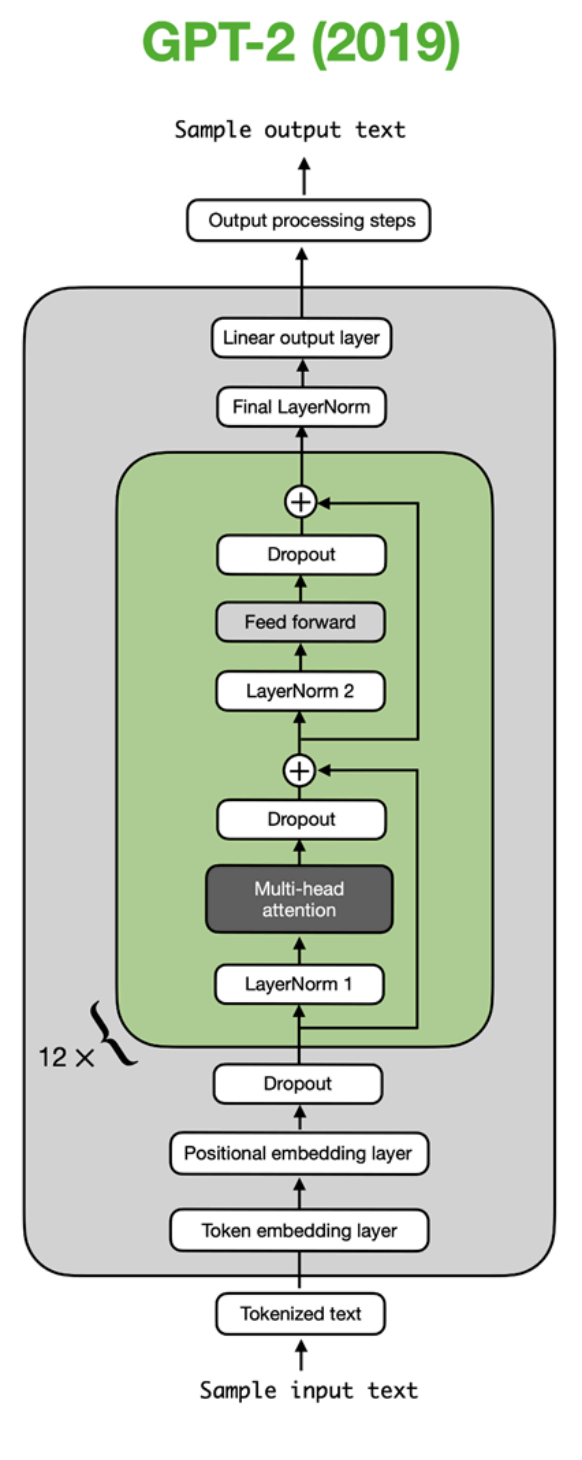 GPT-2 (2019)
Sample output text
Output processing steps
Linear output layer
Final LayerNorm
Dropout
Feed forward
LayerNorm 2
Dropout
Multi-head
attention
LayerNorm 1
12 ×
Dropout
Positional embedding layer
Token embedding layer
Tokenized text
Sample input text